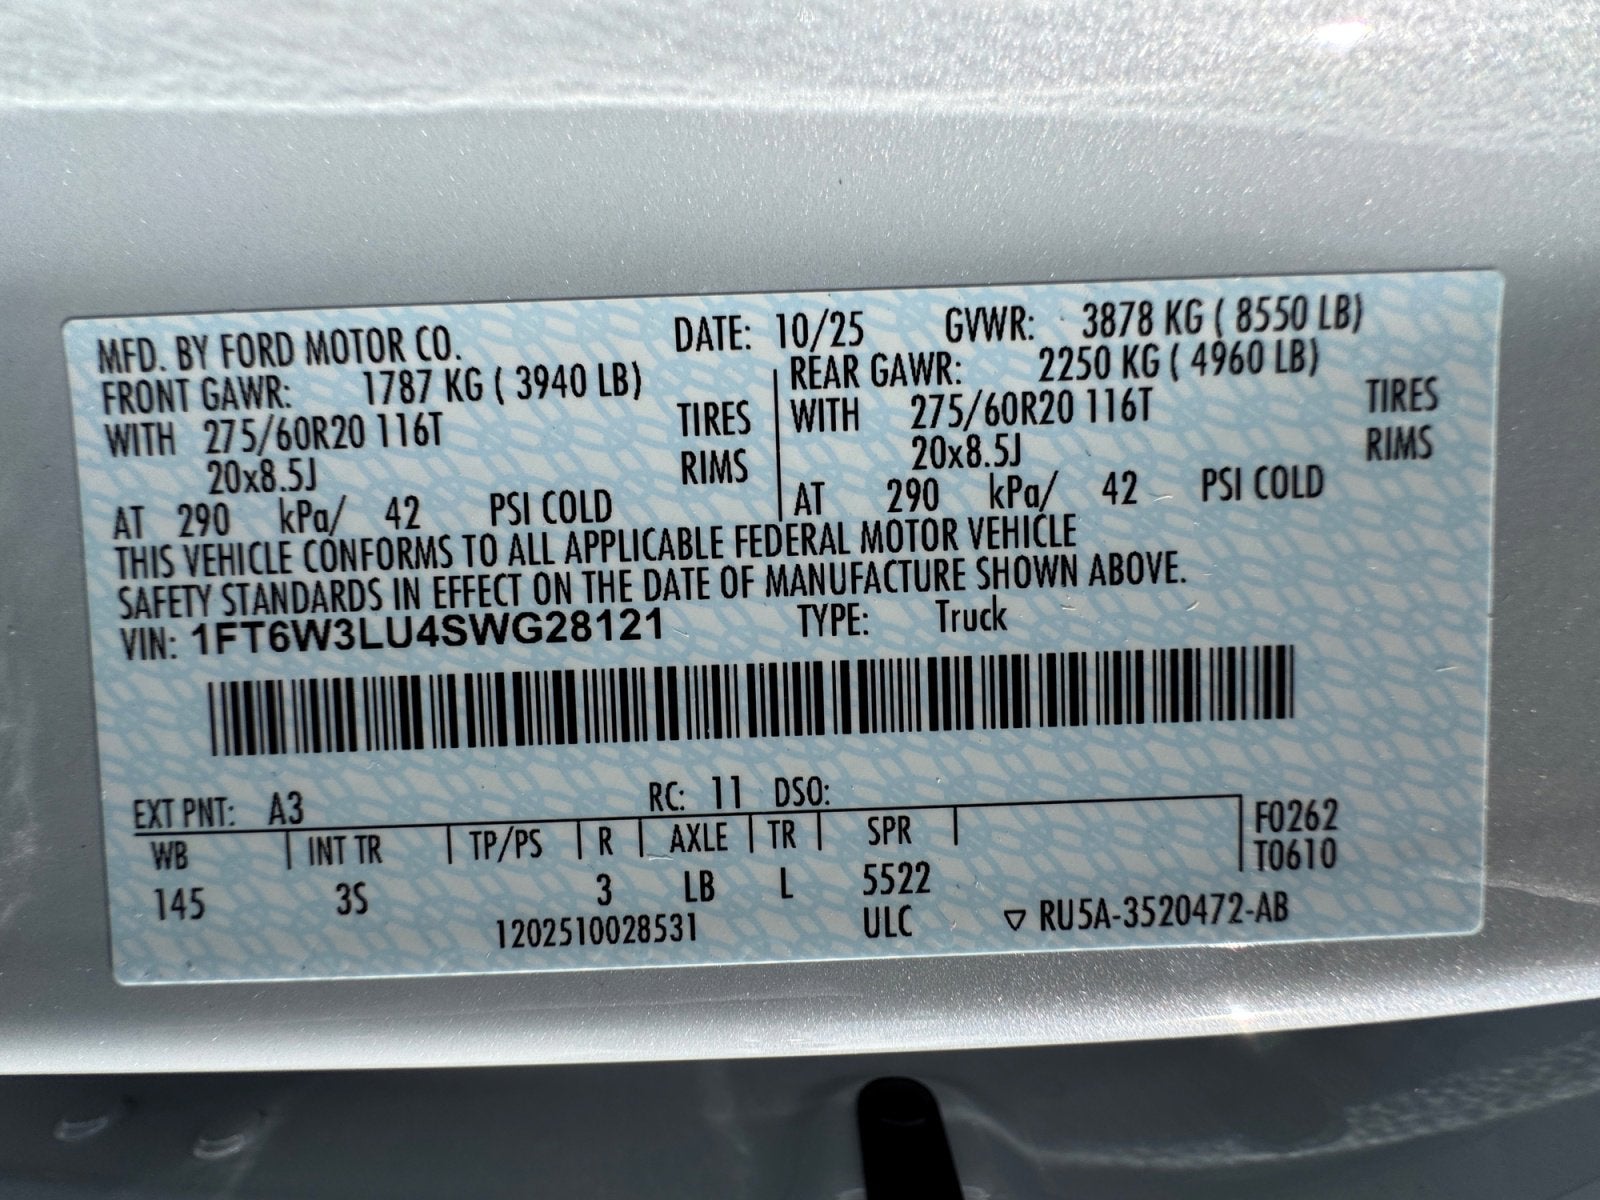 MFD. BY FORD MOTOR CO. DATE: 10/25 GVWR: 3878 KG ( 8550 LB)
FRONT GAWR: 1787 KG ( 3940 LB) REAR GAWR: 2250 KG ( 4960 LB)
WITH 275/60R20 116T TIRES WITH 275/60R20 116T TIRES
20x8.5J RIMS 20x8.5J RIMS
AT 290 kPa/ 42 PSI COLD AT 290 kPa/ 42 PSI COLD
THIS VEHICLE CONFORMS TO ALL APPLICABLE FEDERAL MOTOR VEHICLE
SAFETY STANDARDS IN EFFECT ON THE DATE OF MANUFACTURE SHOWN ABOVE.
VIN: 1FT6W3LU4SWG28121 TYPE: Truck
EXT PNT: A3 RC: 11 DSO:
WB INT TR TP/PS R AXLE TR SPR F0262
T0610
145 3S 3 LB L 5522
1202510028531 ULC ▽ RU5A-3520472-AB